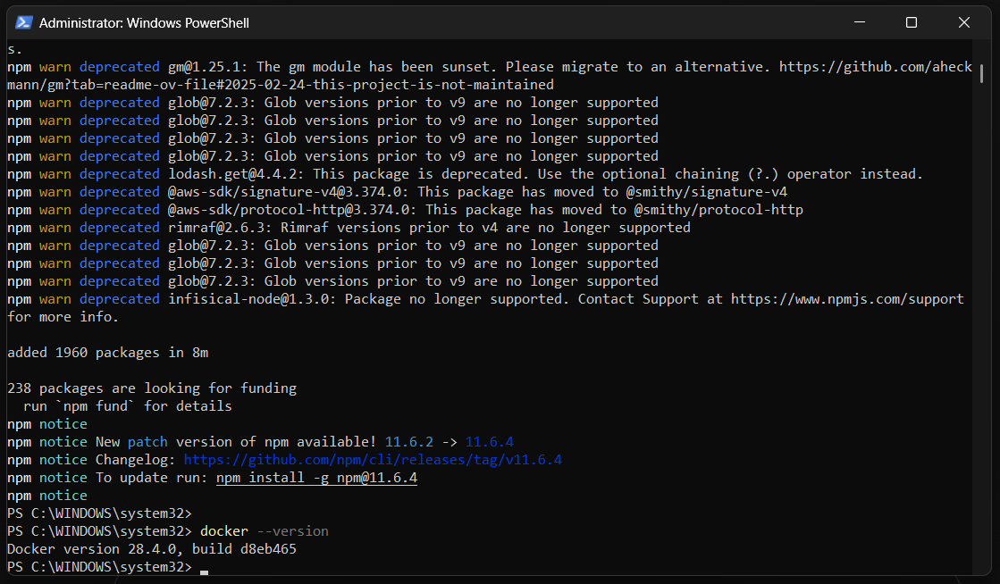 Administrator: Windows PowerShell
s.
npm warn deprecated gm@1.25.1: The gm module has been sunset. Please migrate to an alternative. https://github.com/aheck
mann/gm?tab=readme-ov-file#2025-02-24-this-project-is-not-maintained
npm warn deprecated glob@7.2.3: Glob versions prior to v9 are no longer supported
npm warn deprecated glob@7.2.3: Glob versions prior to v9 are no longer supported
npm warn deprecated glob@7.2.3: Glob versions prior to v9 are no longer supported
npm warn deprecated glob@7.2.3: Glob versions prior to v9 are no longer supported
npm warn deprecated lodash.get@4.4.2: This package is deprecated. Use the optional chaining (?.) operator instead.
npm warn deprecated @aws-sdk/signature-v4@3.374.0: This package has moved to @smithy/signature-v4
npm warn deprecated @aws-sdk/protocol-http@3.374.0: This package has moved to @smithy/protocol-http
npm warn deprecated rimraf@2.6.3: Rimraf versions prior to v4 are no longer supported
npm warn deprecated glob@7.2.3: Glob versions prior to v9 are no longer supported
npm warn deprecated glob@7.2.3: Glob versions prior to v9 are no longer supported
npm warn deprecated glob@7.2.3: Glob versions prior to v9 are no longer supported
npm warn deprecated infisical-node@1.3.0: Package no longer supported. Contact Support at https://www.npmjs.com/support
for more info.
added 1960 packages in 8m
238 packages are looking for funding
  run `npm fund` for details
npm notice
npm notice New patch version of npm available! 11.6.2 -> 11.6.4
npm notice Changelog: https://github.com/npm/cli/releases/tag/v11.6.4
npm notice To update run: npm install -g npm@11.6.4
npm notice
PS C:\WINDOWS\system32>
PS C:\WINDOWS\system32> docker --version
Docker version 28.4.0, build d8eb465
PS C:\WINDOWS\system32>